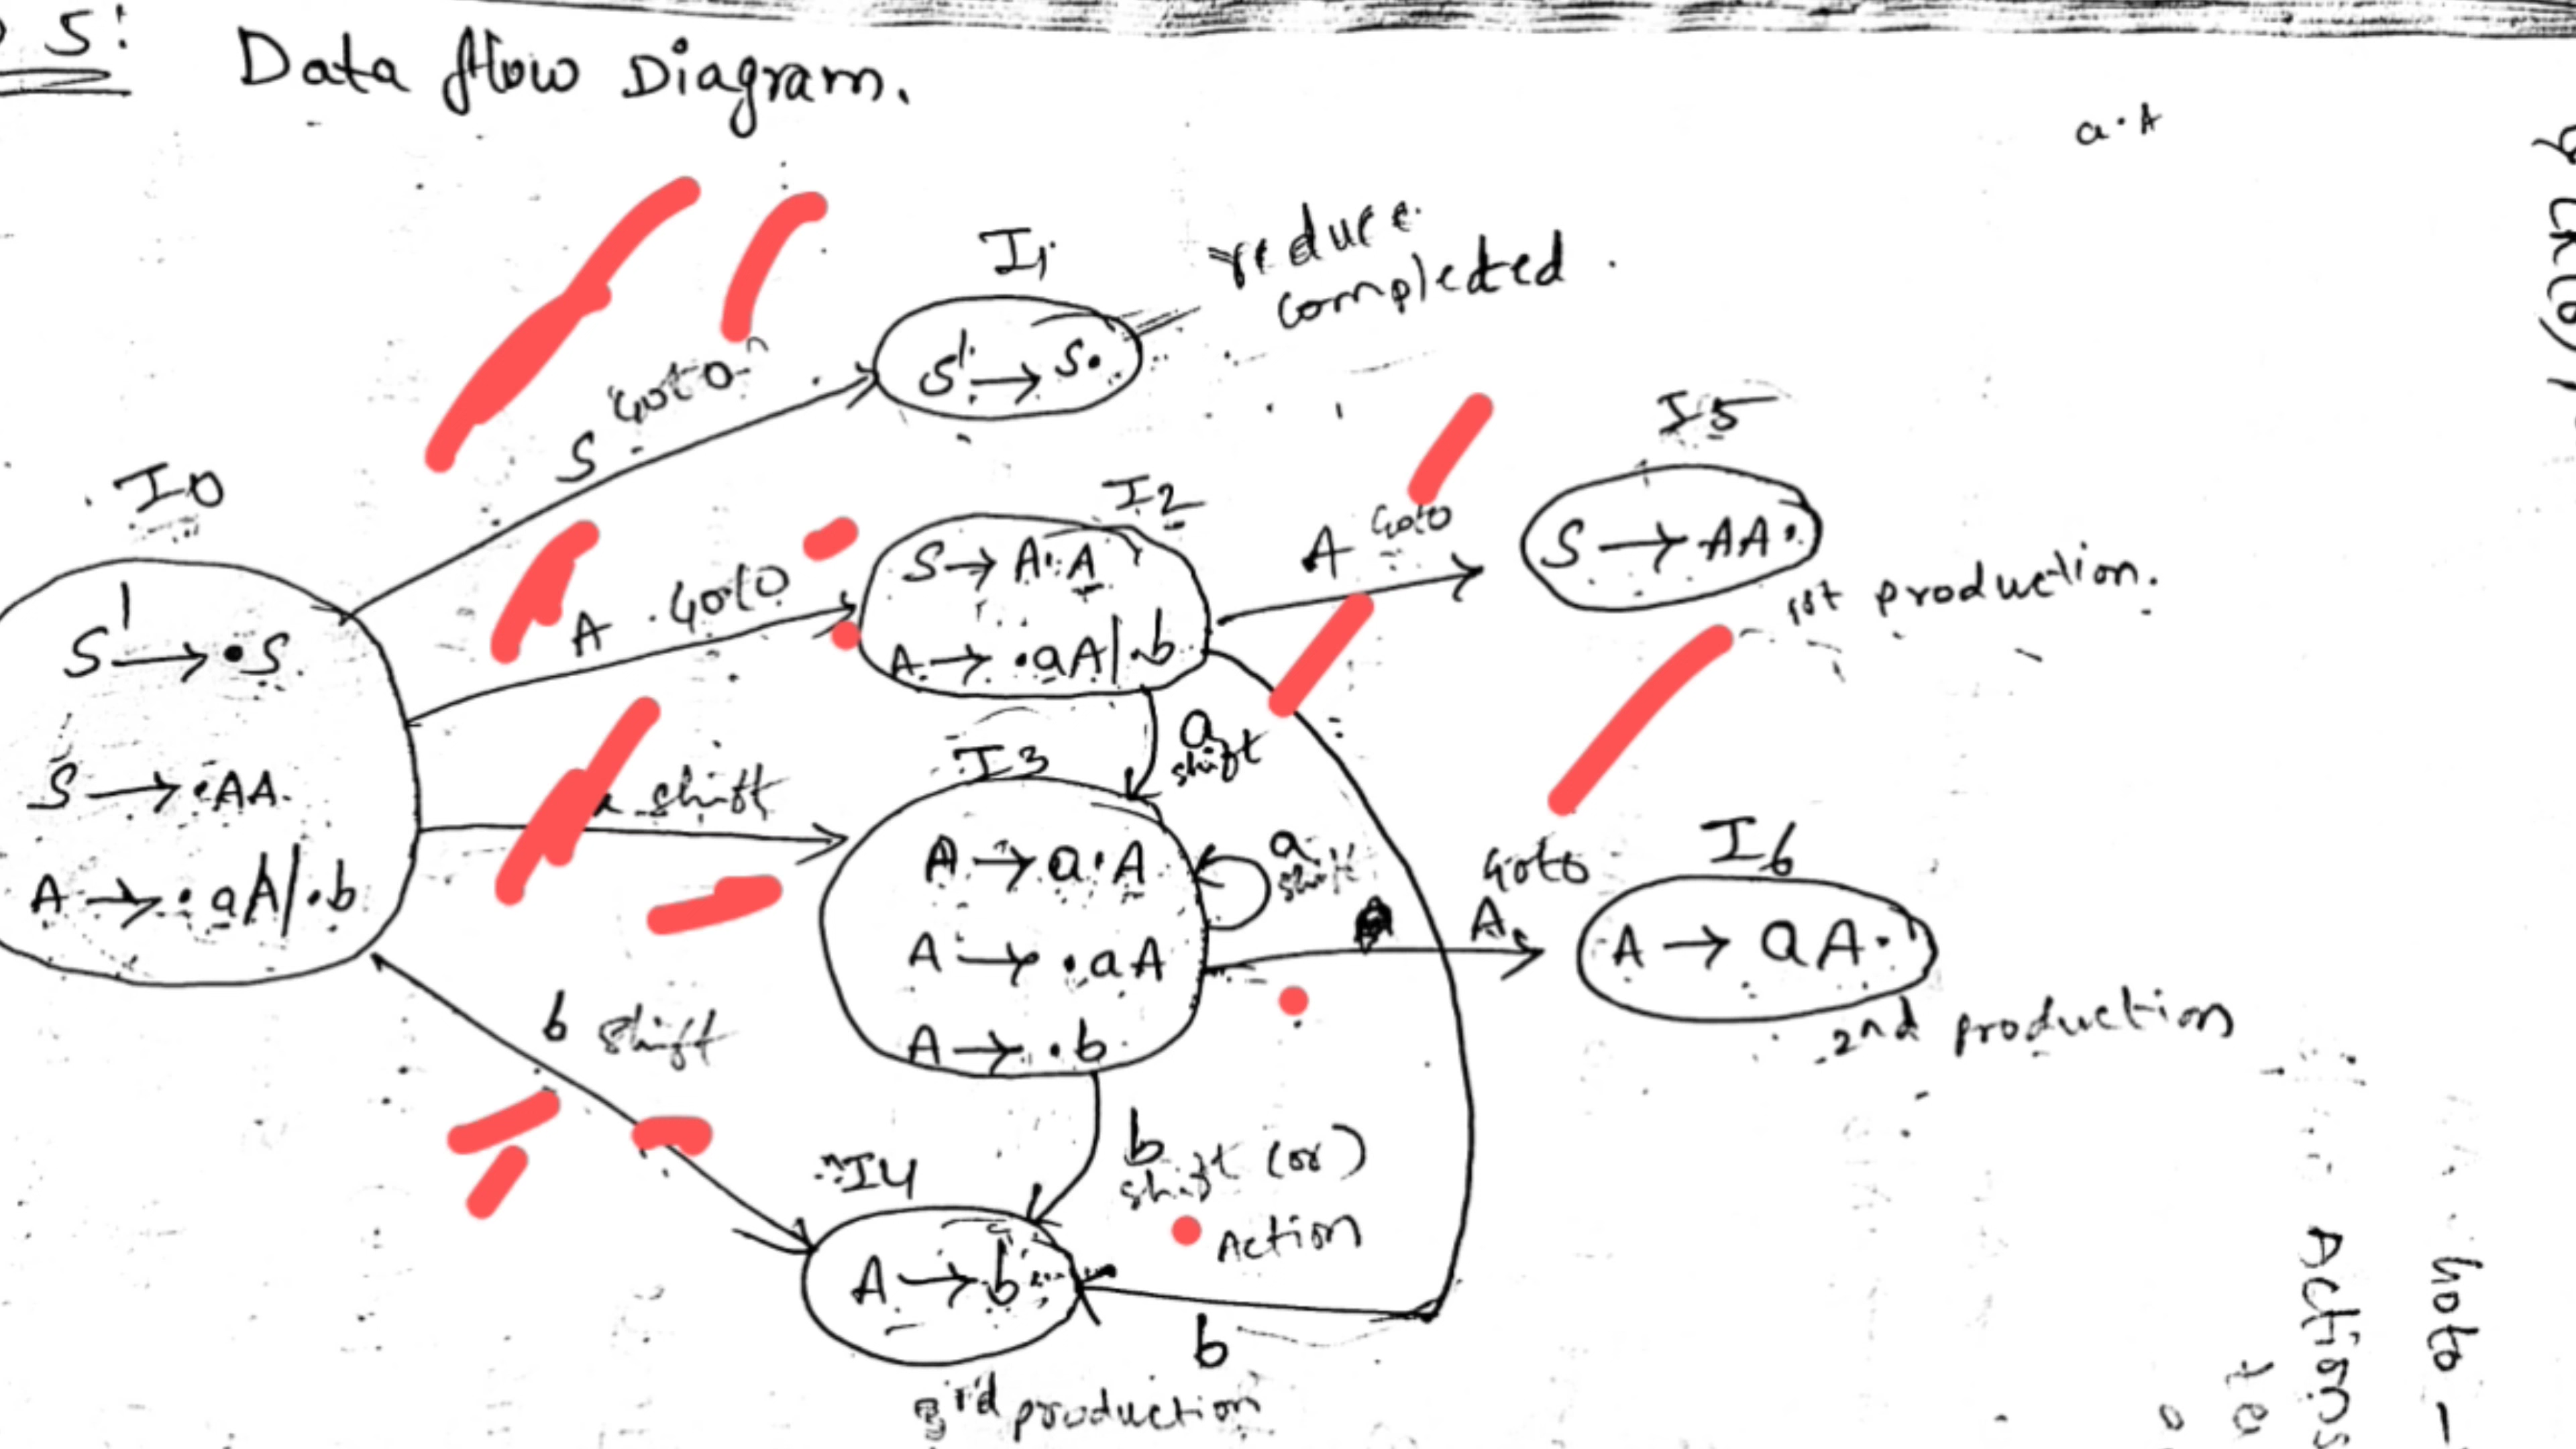 5:
Data flow Diagram.
a·A
I1
reduce
completed.
S goto
S' → S·
I0
S' → ·S
S → ·AA
A → ·aA|·b
A goto
I2
S → A·A
A → ·aA|·b
A goto
I5
S → AA·
1st production.
a shift
I3
A → a·A
A → ·aA
A → ·b
a
shift
a
shift
goto
A
I6
A → aA·
2nd production
b shift
b
shift (or)
Action
I4
A → b·
b
3rd production
goto -
Actions